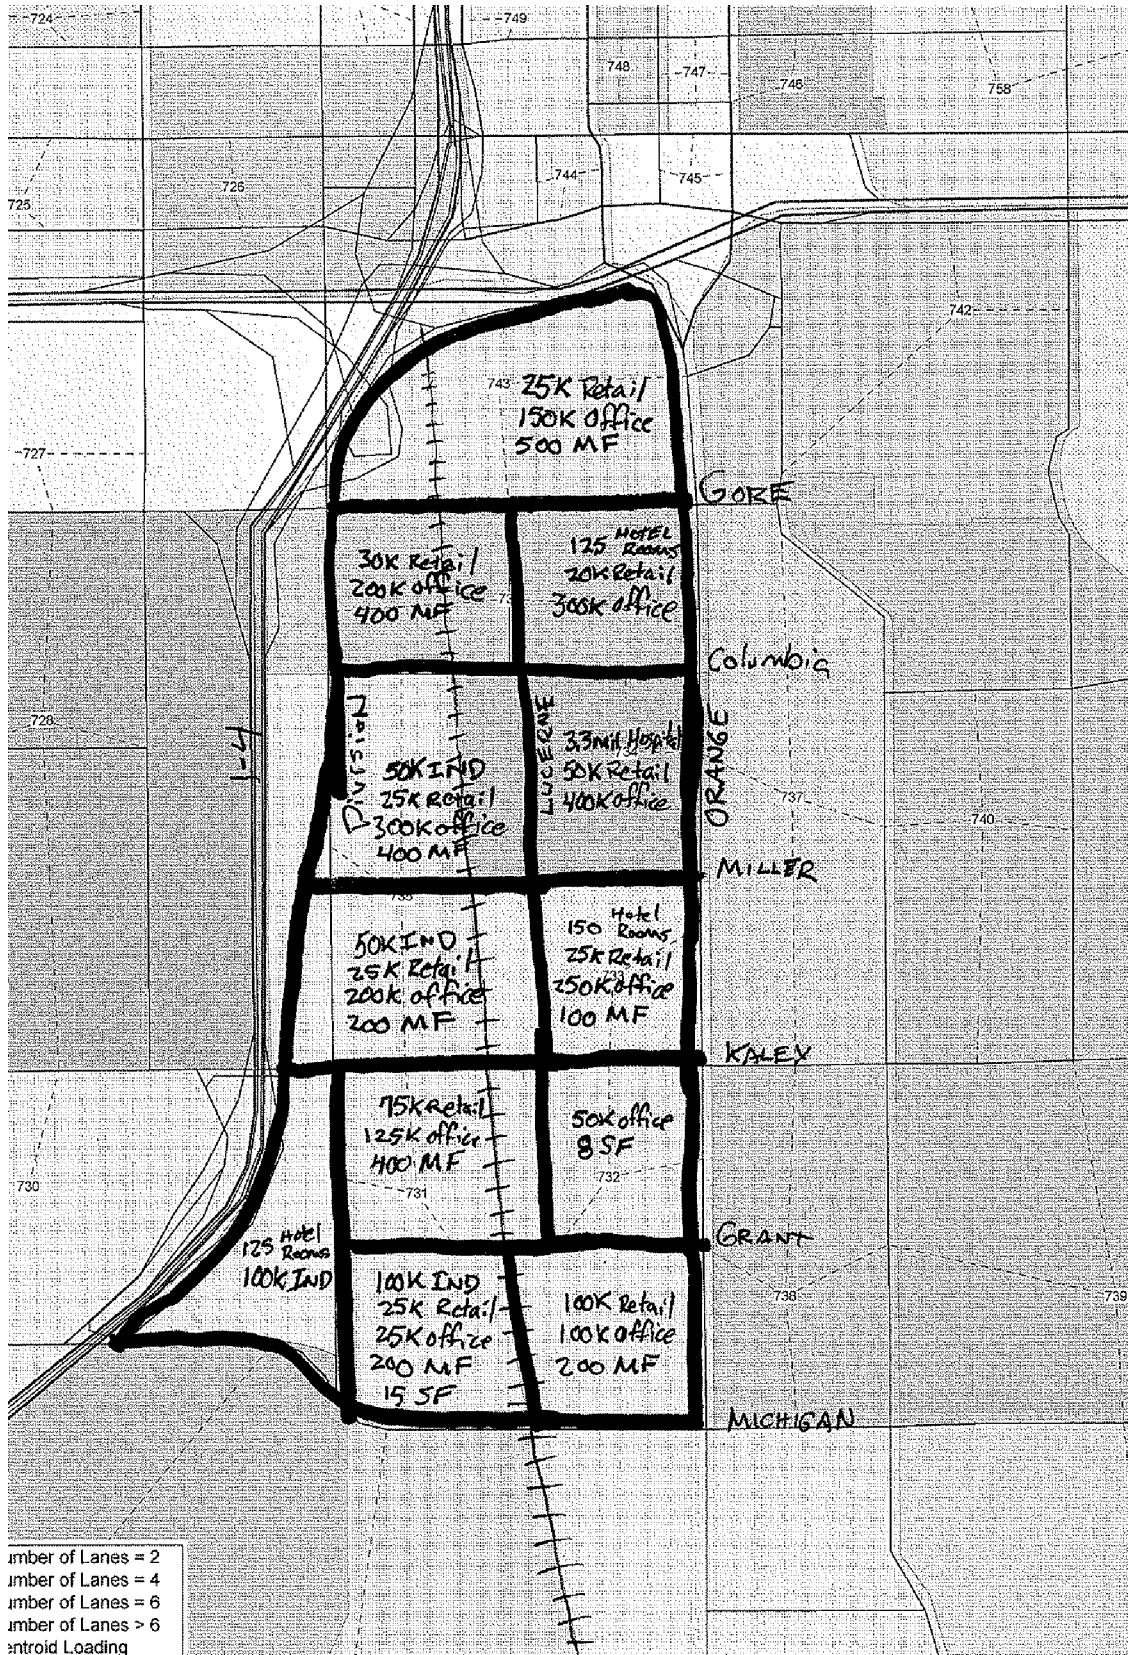 724
749
748
747
746
758
726
744
745
725
742
743
25K Retail
150K Office
500 MF
727
GORE
125 HOTEL Rooms
20K Retail
300K office
30K Retail
200K office
400 MF
Columbia
728
I-4
Division
LUCERNE
ORANGE
3.3 mil Hospital
50K Retail
400K office
50K IND
25K Retail
300K office
400 MF
737
740
MILLER
735
50K IND
25K Retail
200K office
200 MF
150 Hotel Rooms
25K Retail
250K office
733
100 MF
KALEY
75K Retail
125K office
400 MF
731
50K office
8 SF
732
730
GRANT
125 Hotel Rooms
100K IND
100K IND
25K Retail
25K office
200 MF
15 SF
100K Retail
100K office
200 MF
738
739
MICHIGAN
umber of Lanes = 2
umber of Lanes = 4
umber of Lanes = 6
umber of Lanes > 6
entroid Loading